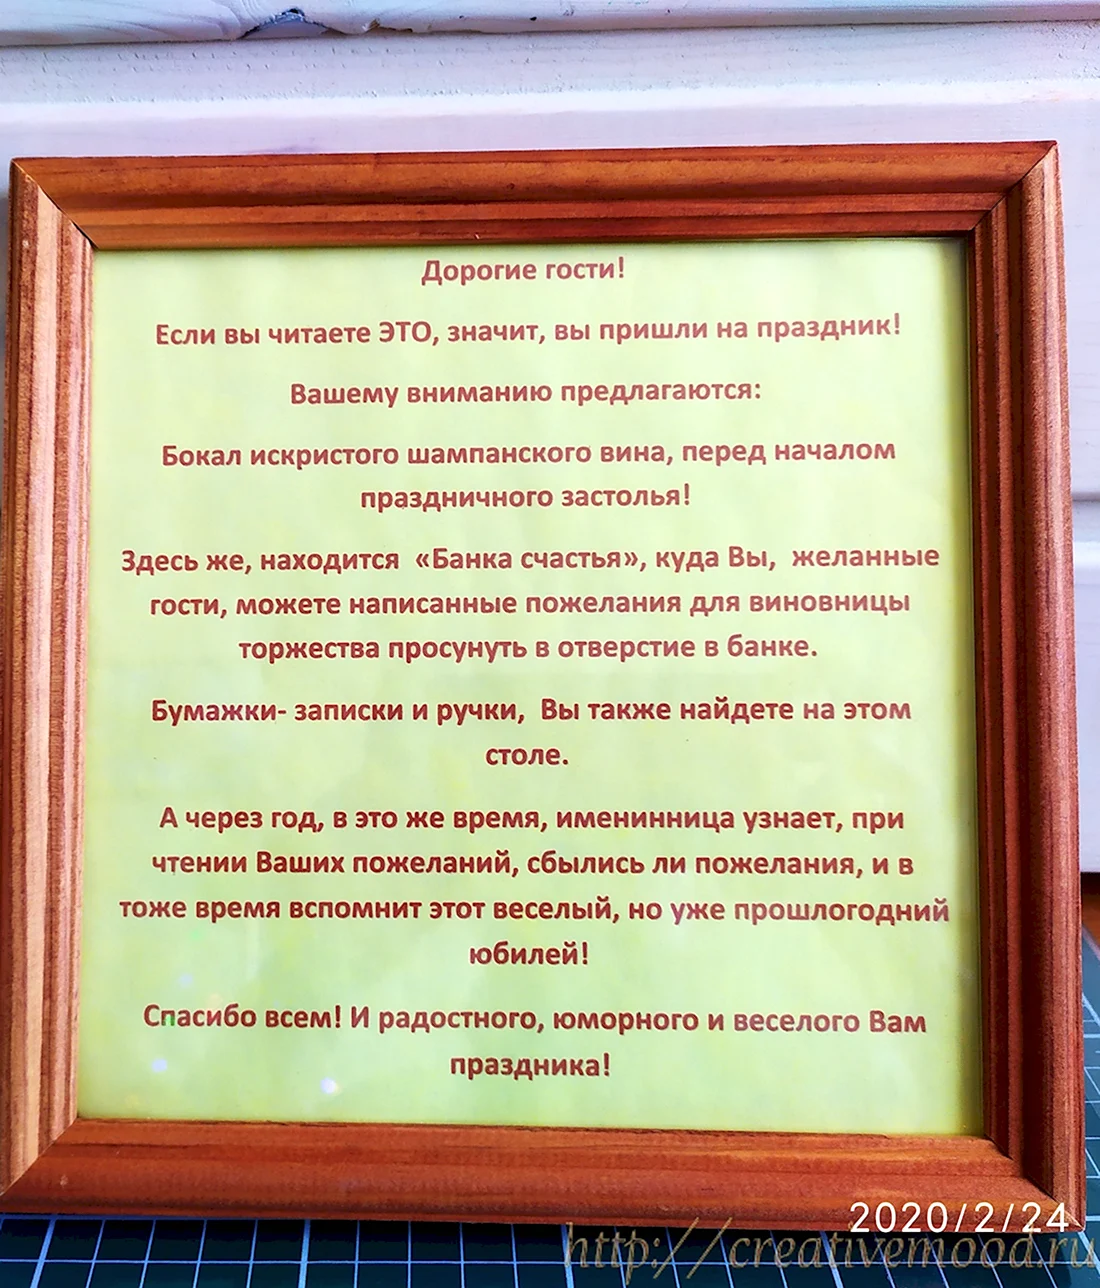 Дорогие гости!
Если вы читаете ЭТО, значит, вы пришли на праздник!
Вашему вниманию предлагаются:
Бокал искристого шампанского вина, перед началом
праздничного застолья!
Здесь же, находится «Банка счастья», куда Вы, желанные
гости, можете написанные пожелания для виновницы
торжества просунуть в отверстие в банке.
Бумажки- записки и ручки, Вы также найдете на этом
столе.
А через год, в это же время, именинница узнает, при
чтении Ваших пожеланий, сбылись ли пожелания, и в
тоже время вспомнит этот веселый, но уже прошлогодний
юбилей!
Спасибо всем! И радостного, юморного и веселого Вам
праздника!
2020/2/24
http://creativemood.ru